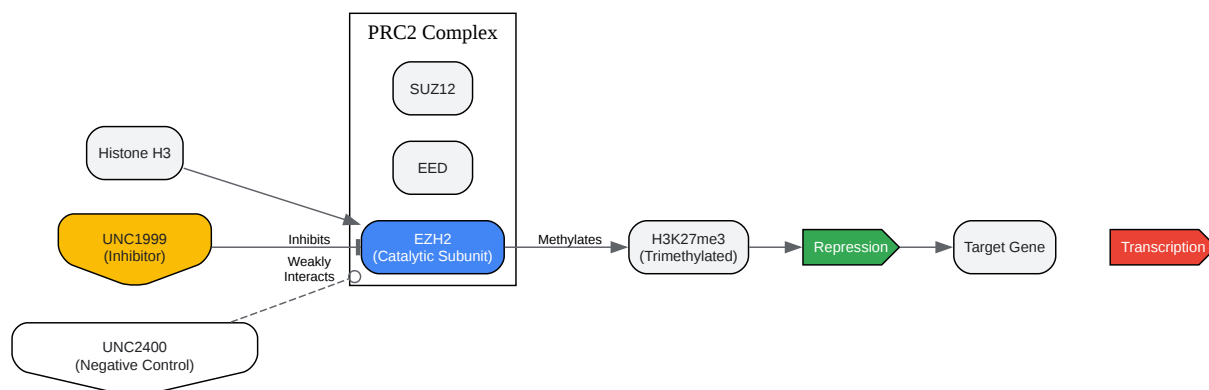 PRC2 Complex
SUZ12
Histone H3
EED
UNC1999
(Inhibitor)
Inhibits
EZH2
(Catalytic Subunit)
Methylates
H3K27me3
(Trimethylated)
Repression
Target Gene
Transcription
Weakly
Interacts
UNC2400
(Negative Control)